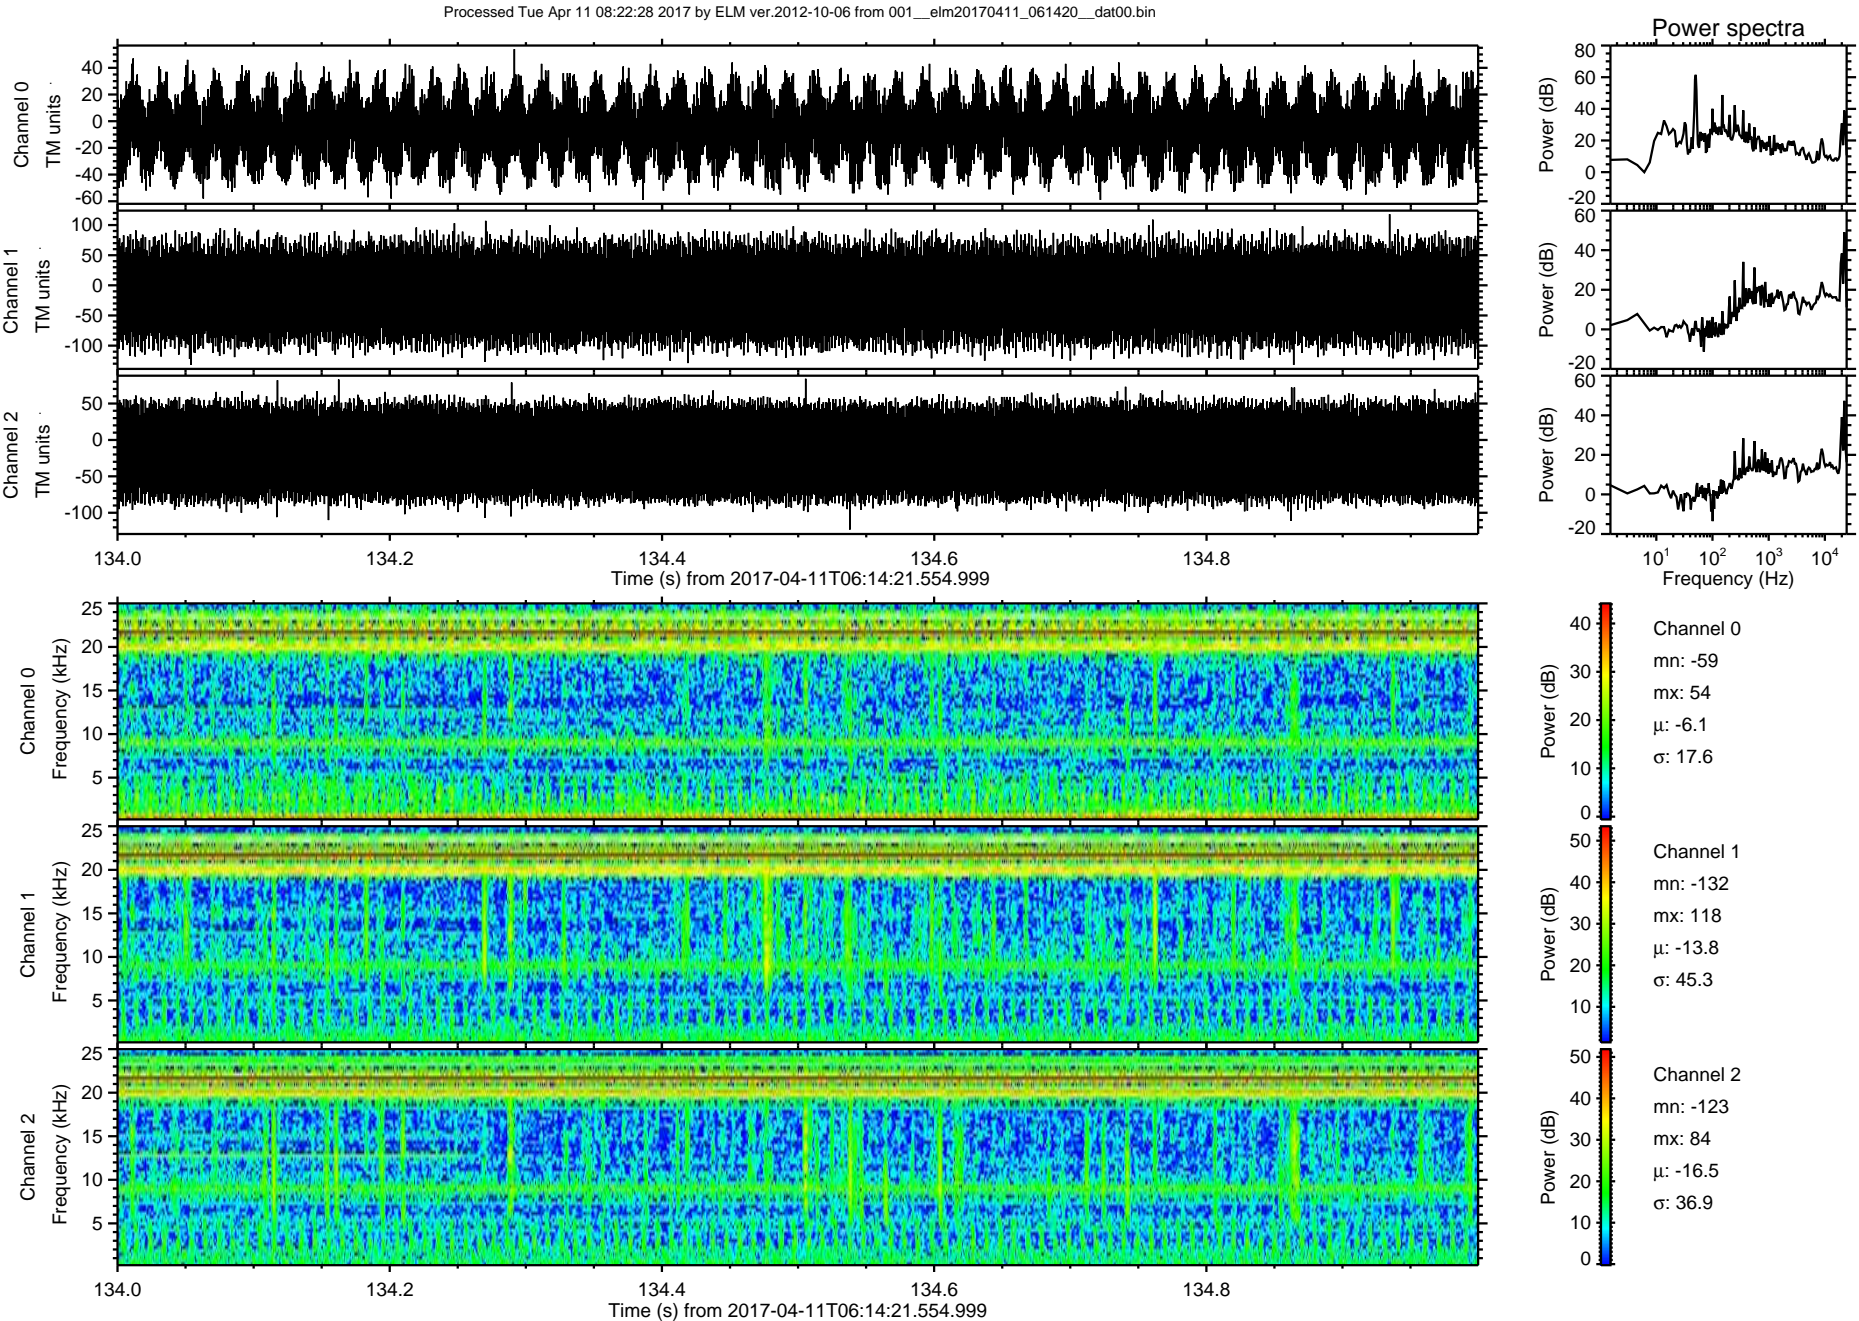 Processed Tue Apr 11 08:22:28 2017 by ELM ver.2012-10-06 from 001__elm20170411_061420__dat00.bin
Power spectra
Channel 0
TM units
40
20
0
-20
-40
-60
Power (dB)
80
60
40
20
0
-20
Channel 1
TM units
100
50
0
-50
-100
Power (dB)
60
40
20
0
-20
Channel 2
TM units
50
0
-50
-100
Power (dB)
60
40
20
0
-20
134.0 134.2 134.4 134.6 134.8
Time (s) from 2017-04-11T06:14:21.554.999
10^1 10^2 10^3 10^4
Frequency (Hz)
Channel 0
Frequency (kHz)
25
20
15
10
5
Power (dB)
40
30
20
10
0
Channel 0
mn: -59
mx: 54
μ: -6.1
σ: 17.6
Channel 1
Frequency (kHz)
25
20
15
10
5
Power (dB)
50
40
30
20
10
Channel 1
mn: -132
mx: 118
μ: -13.8
σ: 45.3
Channel 2
Frequency (kHz)
25
20
15
10
5
Power (dB)
50
40
30
20
10
0
Channel 2
mn: -123
mx: 84
μ: -16.5
σ: 36.9
134.0 134.2 134.4 134.6 134.8
Time (s) from 2017-04-11T06:14:21.554.999